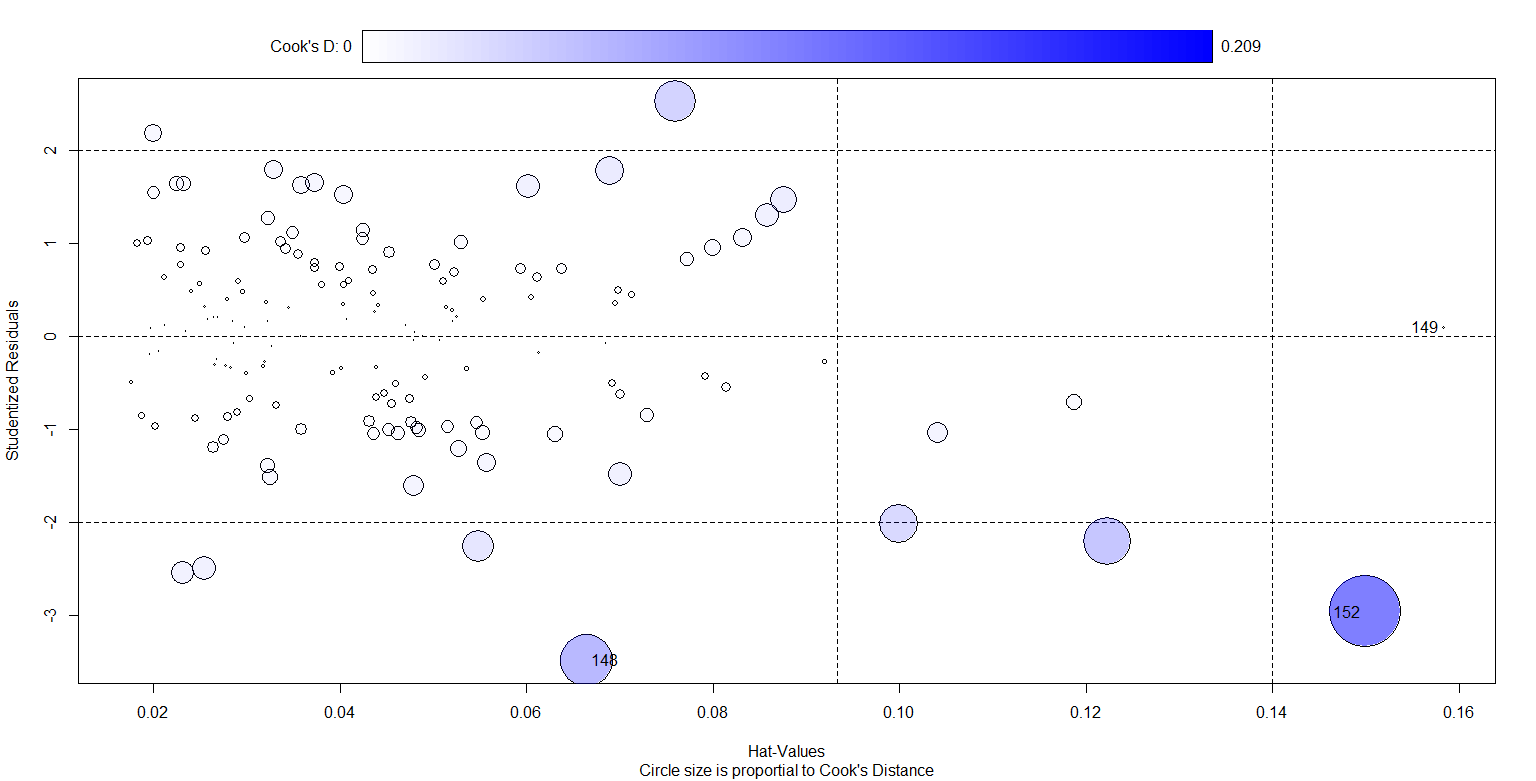 Cook's D: 0
0.209
Studentized Residuals
2
1
0
-1
-2
-3
149
152
148
0.02 0.04 0.06 0.08 0.10 0.12 0.14 0.16
Hat-Values
Circle size is proportial to Cook's Distance